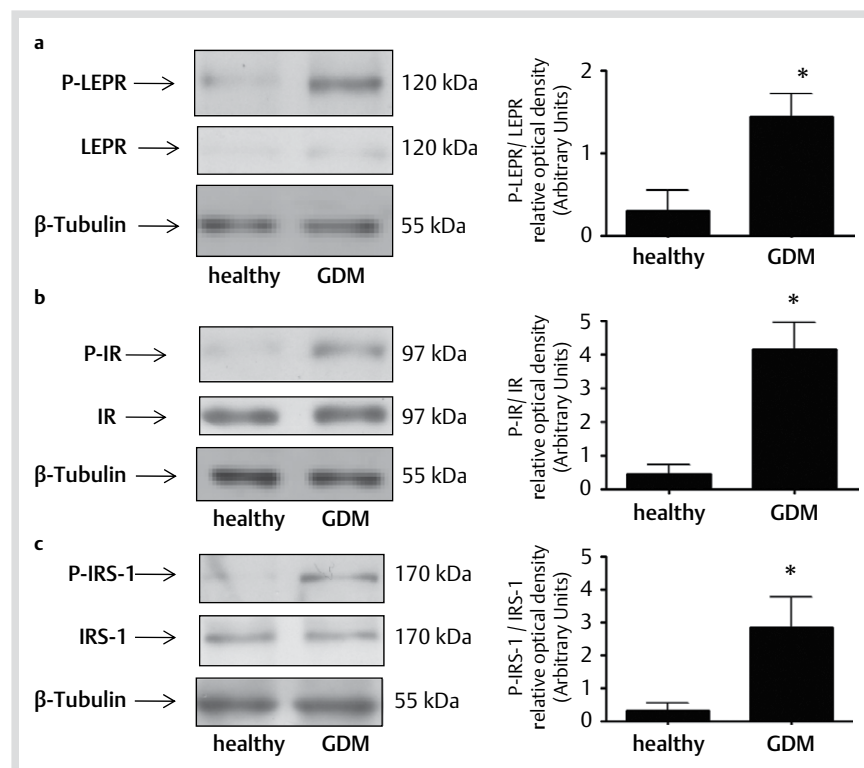 a
P-LEPR
120 kDa
LEPR
120 kDa
β-Tubulin
55 kDa
healthy GDM
P-LEPR/ LEPR
relative optical density
(Arbitrary Units)
2
1
0
*
healthy GDM
b
P-IR
97 kDa
IR
97 kDa
β-Tubulin
55 kDa
healthy GDM
P-IR/ IR
relative optical density
(Arbitrary Units)
5
4
3
2
1
0
*
healthy GDM
c
P-IRS-1
170 kDa
IRS-1
170 kDa
β-Tubulin
55 kDa
healthy GDM
P-IRS-1 / IRS-1
relative optical density
(Arbitrary Units)
5
4
3
2
1
0
*
healthy GDM